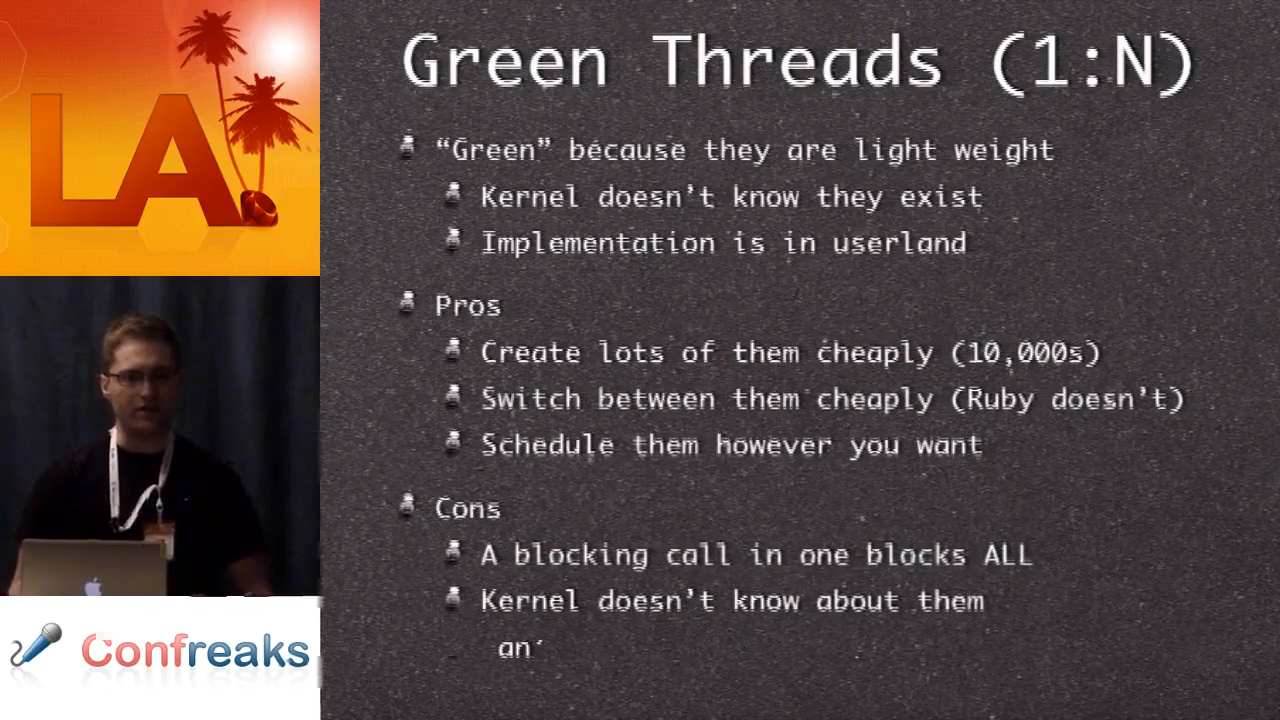 LA
Confreaks
Green Threads (1:N)
“Green” because they are light weight
Kernel doesn’t know they exist
Implementation is in userland
Pros
Create lots of them cheaply (10,000s)
Switch between them cheaply (Ruby doesn’t)
Schedule them however you want
Cons
A blocking call in one blocks ALL
Kernel doesn’t know about them